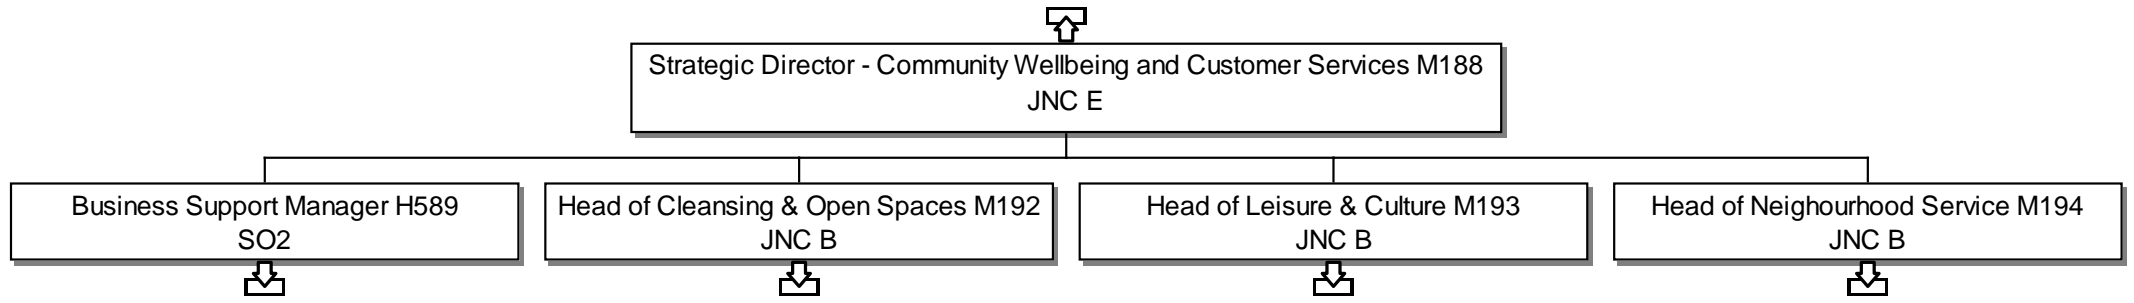 Strategic Director - Community Wellbeing and Customer Services M188
JNC E
Business Support Manager H589
SO2
Head of Cleansing & Open Spaces M192
JNC B
Head of Leisure & Culture M193
JNC B
Head of Neighourhood Service M194
JNC B